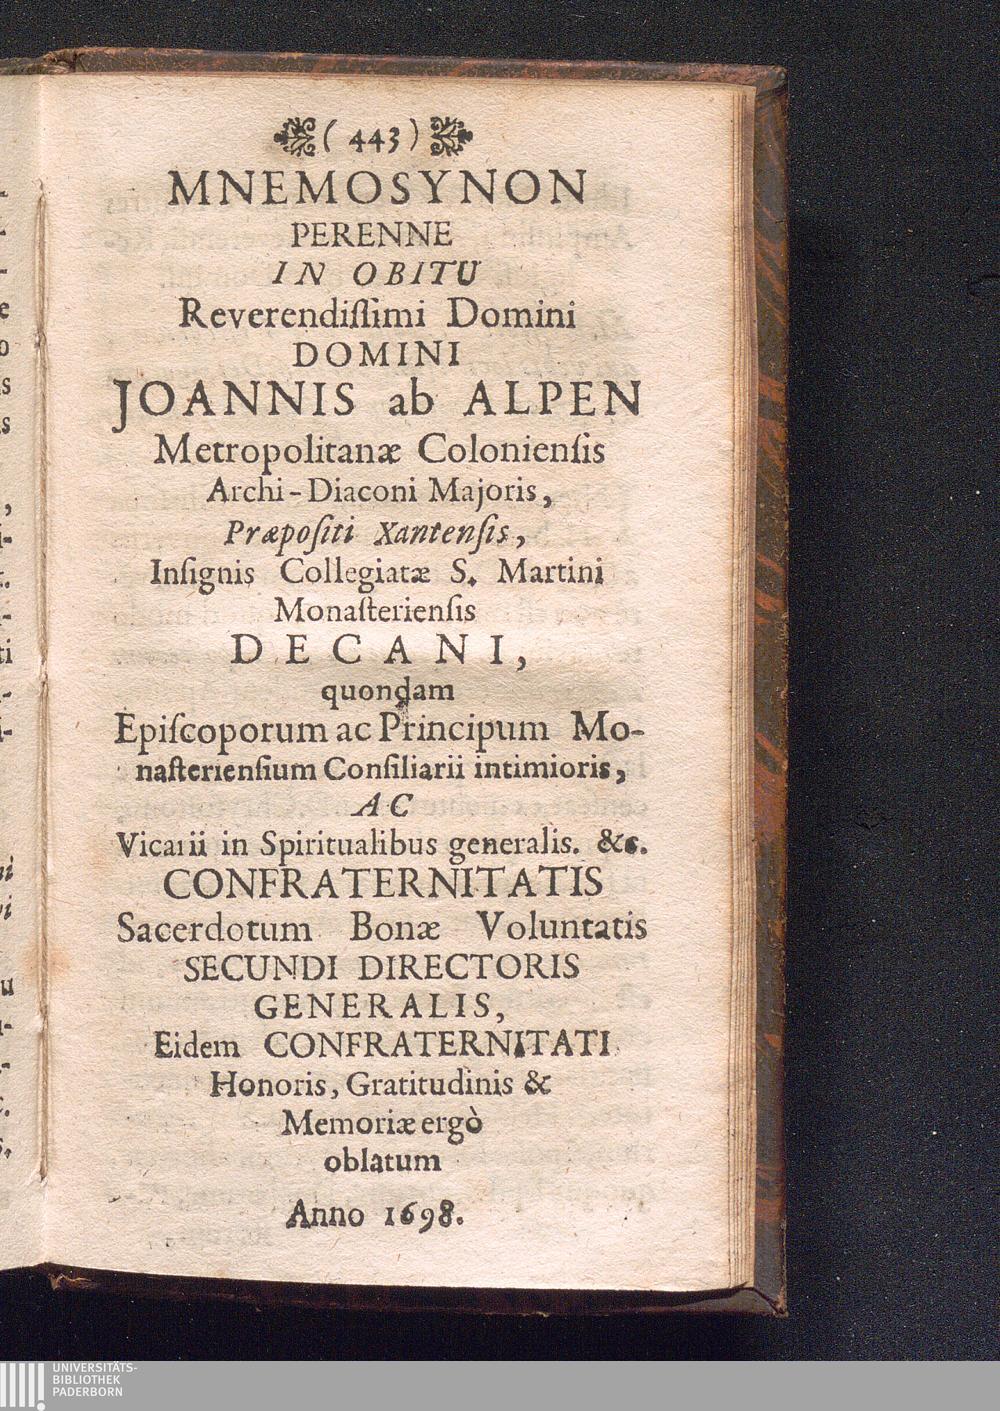 ( 443 )
MNEMOSYNON
PERENNE
IN OBITU
Reverendiſſimi Domini
DOMINI
JOANNIS ab ALPEN
Metropolitanæ Colonienſis
Archi-Diaconi Majoris,
Præpoſiti Xantenſis,
Inſignis Collegiatæ S. Martini
Monaſterienſis
DECANI,
quondam
Epiſcoporum ac Principum Mo-
naſterienſium Conſiliarii intimioris,
AC
Vicarii in Spiritualibus generalis. &c.
CONFRATERNITATIS
Sacerdotum Bonæ Voluntatis
SECUNDI DIRECTORIS
GENERALIS,
Eidem CONFRATERNITATI
Honoris, Gratitudinis &
Memoriæ ergò
oblatum
Anno 1698.
UNIVERSITÄTS-
BIBLIOTHEK
PADERBORN